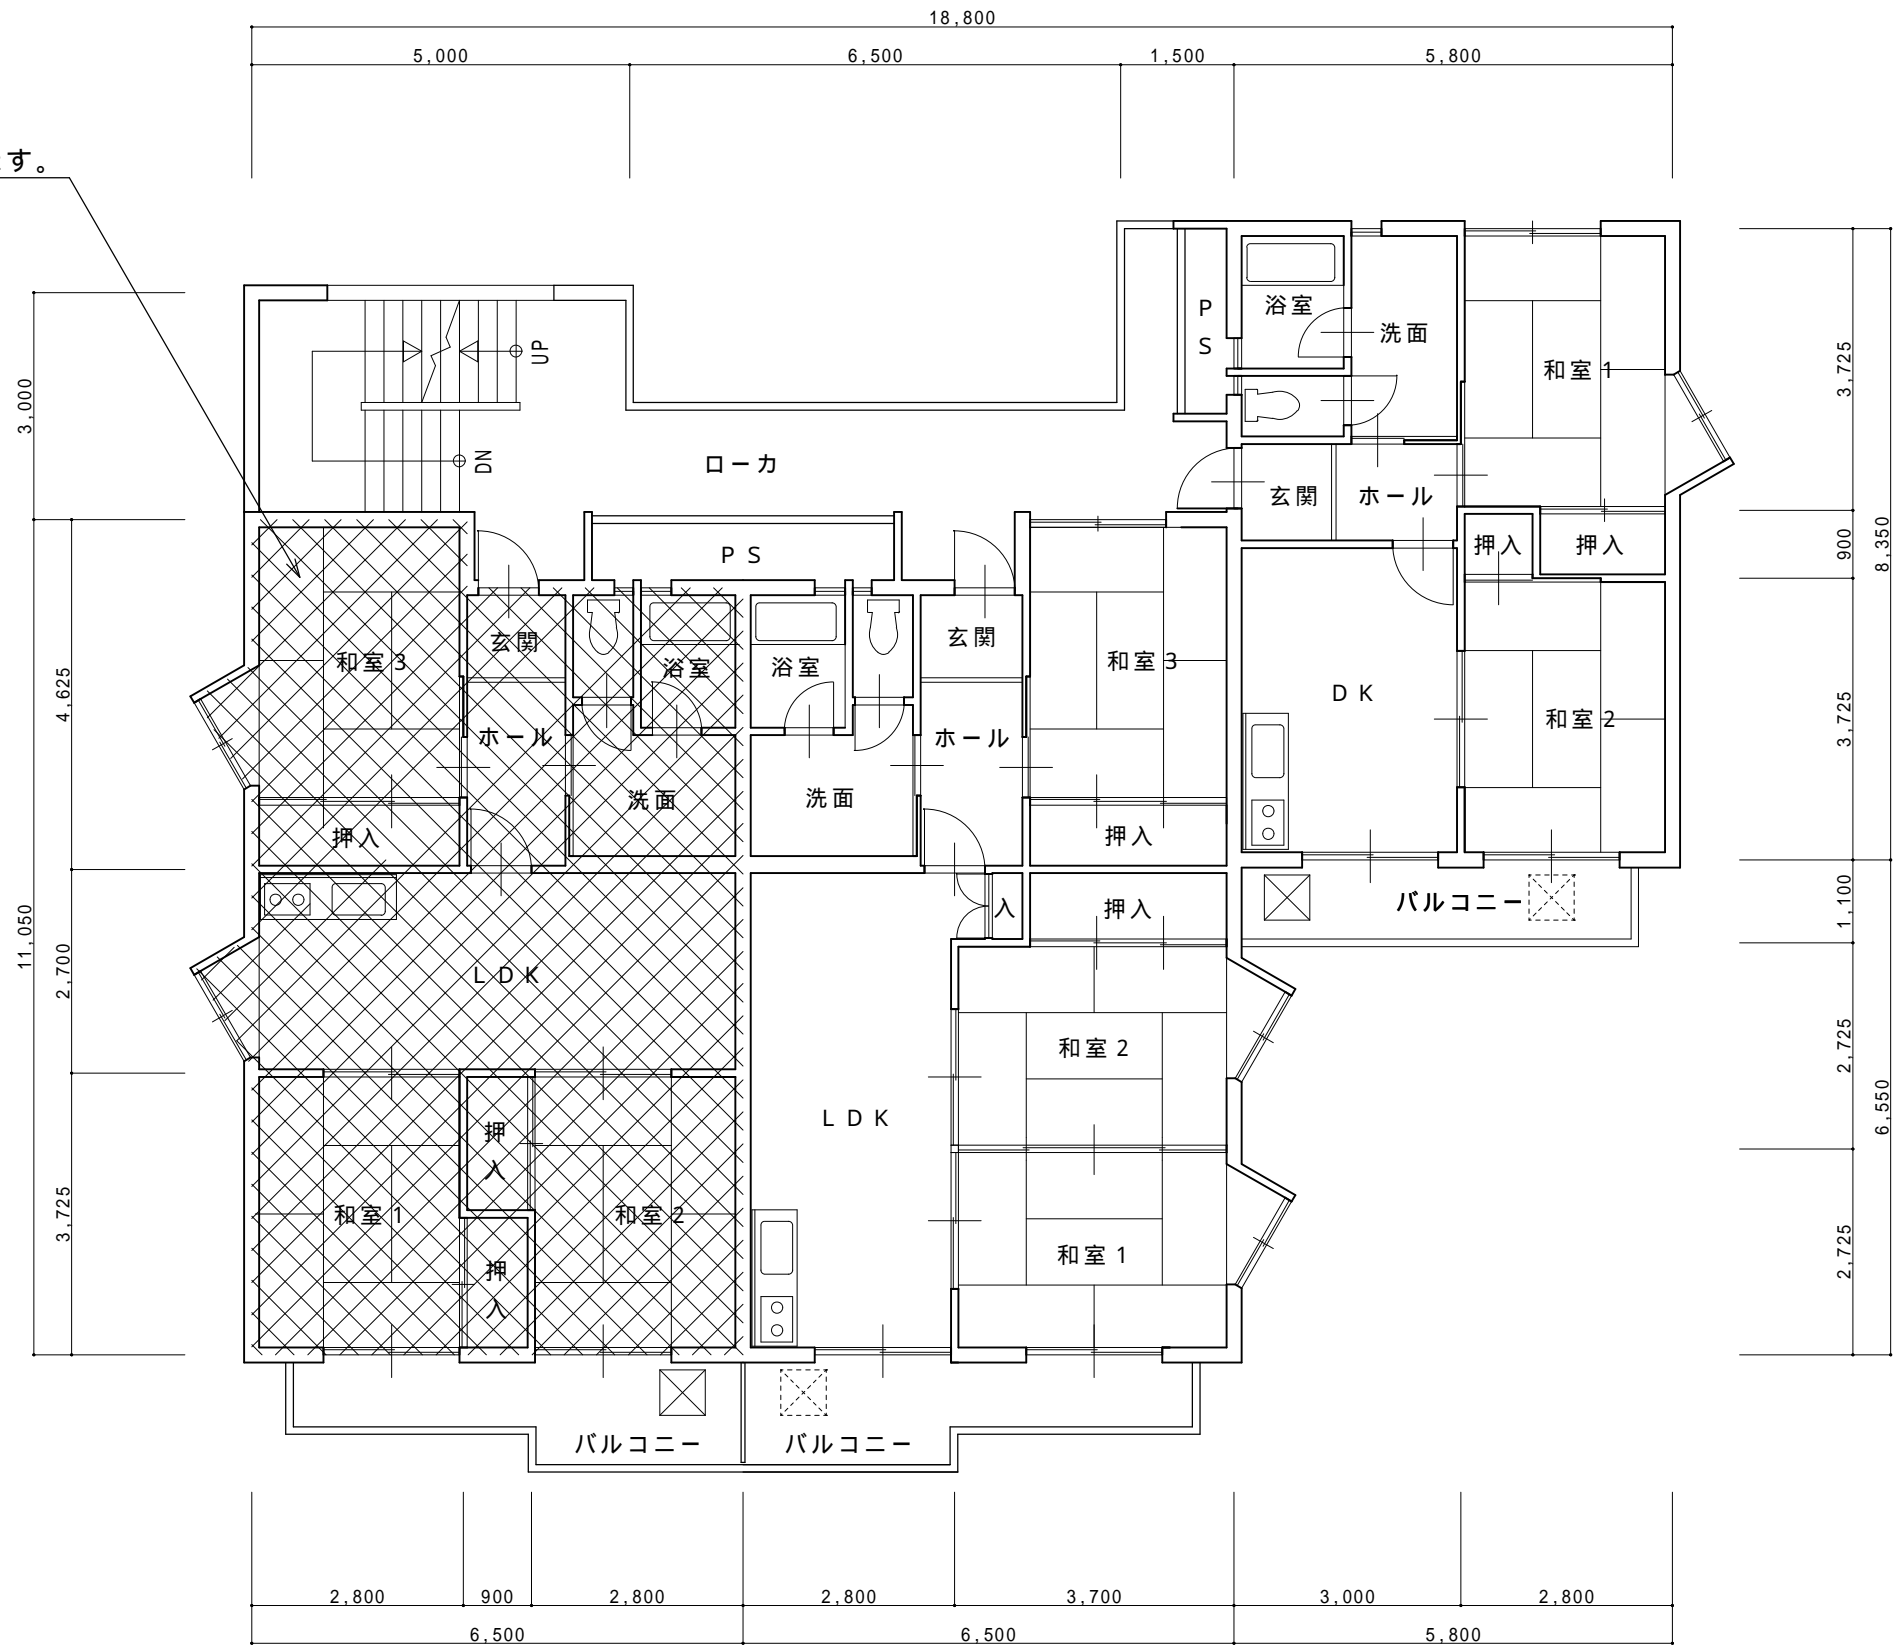 18,800
5,000
6,500
1,500
5,800
す。
P
S
浴室
洗面
和室 1
3,725
3,000
UP
DN
ローカ
玄関
ホール
押入
押入
900
8,350
P S
和室 3
玄関
浴室
浴室
玄関
和室 3
DK
和室 2
3,725
4,625
ホール
ホール
洗面
洗面
押入
押入
バルコニー
1,100
入
押入
11,050
2,700
LDK
和室 2
2,725
6,550
LDK
押
入
和室 1
和室 2
3,725
押
入
和室 1
2,725
バルコニー
バルコニー
2,800
900
2,800
2,800
3,700
3,000
2,800
6,500
6,500
5,800